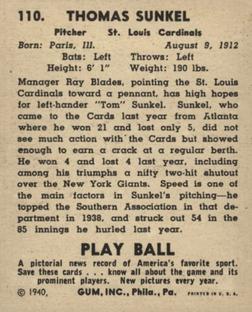 110. THOMAS SUNKEL
Pitcher St. Louis Cardinals
Born: Paris, Ill. August 9, 1912
Bats: Left Throws: Left
Height: 6' 1" Weight: 190 lbs.
Manager Ray Blades, pointing the St. Louis
Cardinals toward a pennant, has high hopes
for left-hander "Tom" Sunkel. Sunkel, who
came to the Cards last year from Atlanta
where he won 21 and lost only 5, did not
see much action with the Cards but showed
enough to earn a crack at a regular berth.
He won 4 and lost 4 last year, including
among his triumphs a nifty two-hit shutout
over the New York Giants. Speed is one of
the main factors in Sunkel's pitching—he
topped the Southern Association in that de-
partment in 1938, and struck out 54 in the
85 innings he hurled last year.
PLAY BALL
A pictorial news record of America's favorite sport.
Save these cards . . . know all about the game and its
prominent players. New pictures every year.
© 1940, GUM, INC., Phila., Pa. PRINTED IN U. S. A.